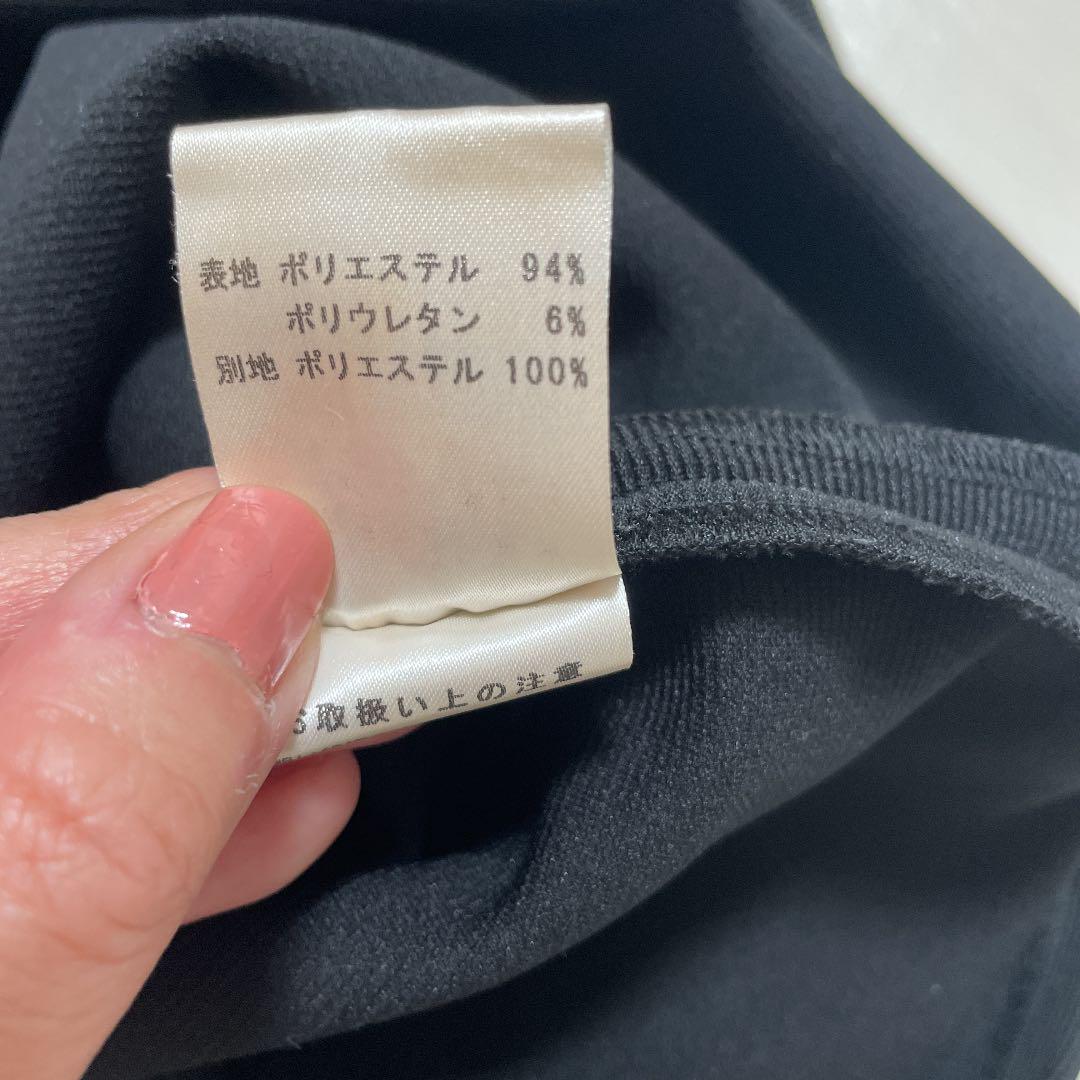 表地 ポリエステル 94%
ポリウレタン 6%
別地 ポリエステル 100%
お取扱い上の注意